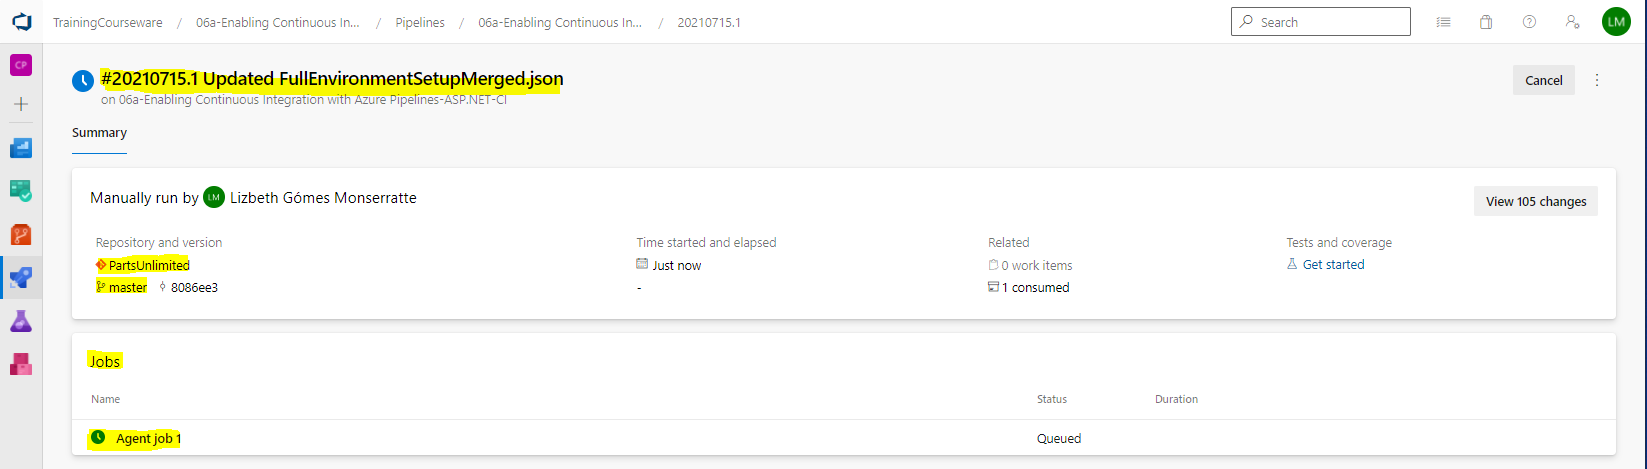 TrainingCourseware / 06a-Enabling Continuous In... / Pipelines / 06a-Enabling Continuous In... / 20210715.1
Search
LM
CP
#20210715.1 Updated FullEnvironmentSetupMerged.json
on 06a-Enabling Continuous Integration with Azure Pipelines-ASP.NET-CI
Cancel
Summary
Manually run by LM Lizbeth Gómes Monserratte
View 105 changes
Repository and version Time started and elapsed Related Tests and coverage
PartsUnlimited Just now 0 work items Get started
master 8086ee3 - 1 consumed
Jobs
Name Status Duration
Agent job 1 Queued